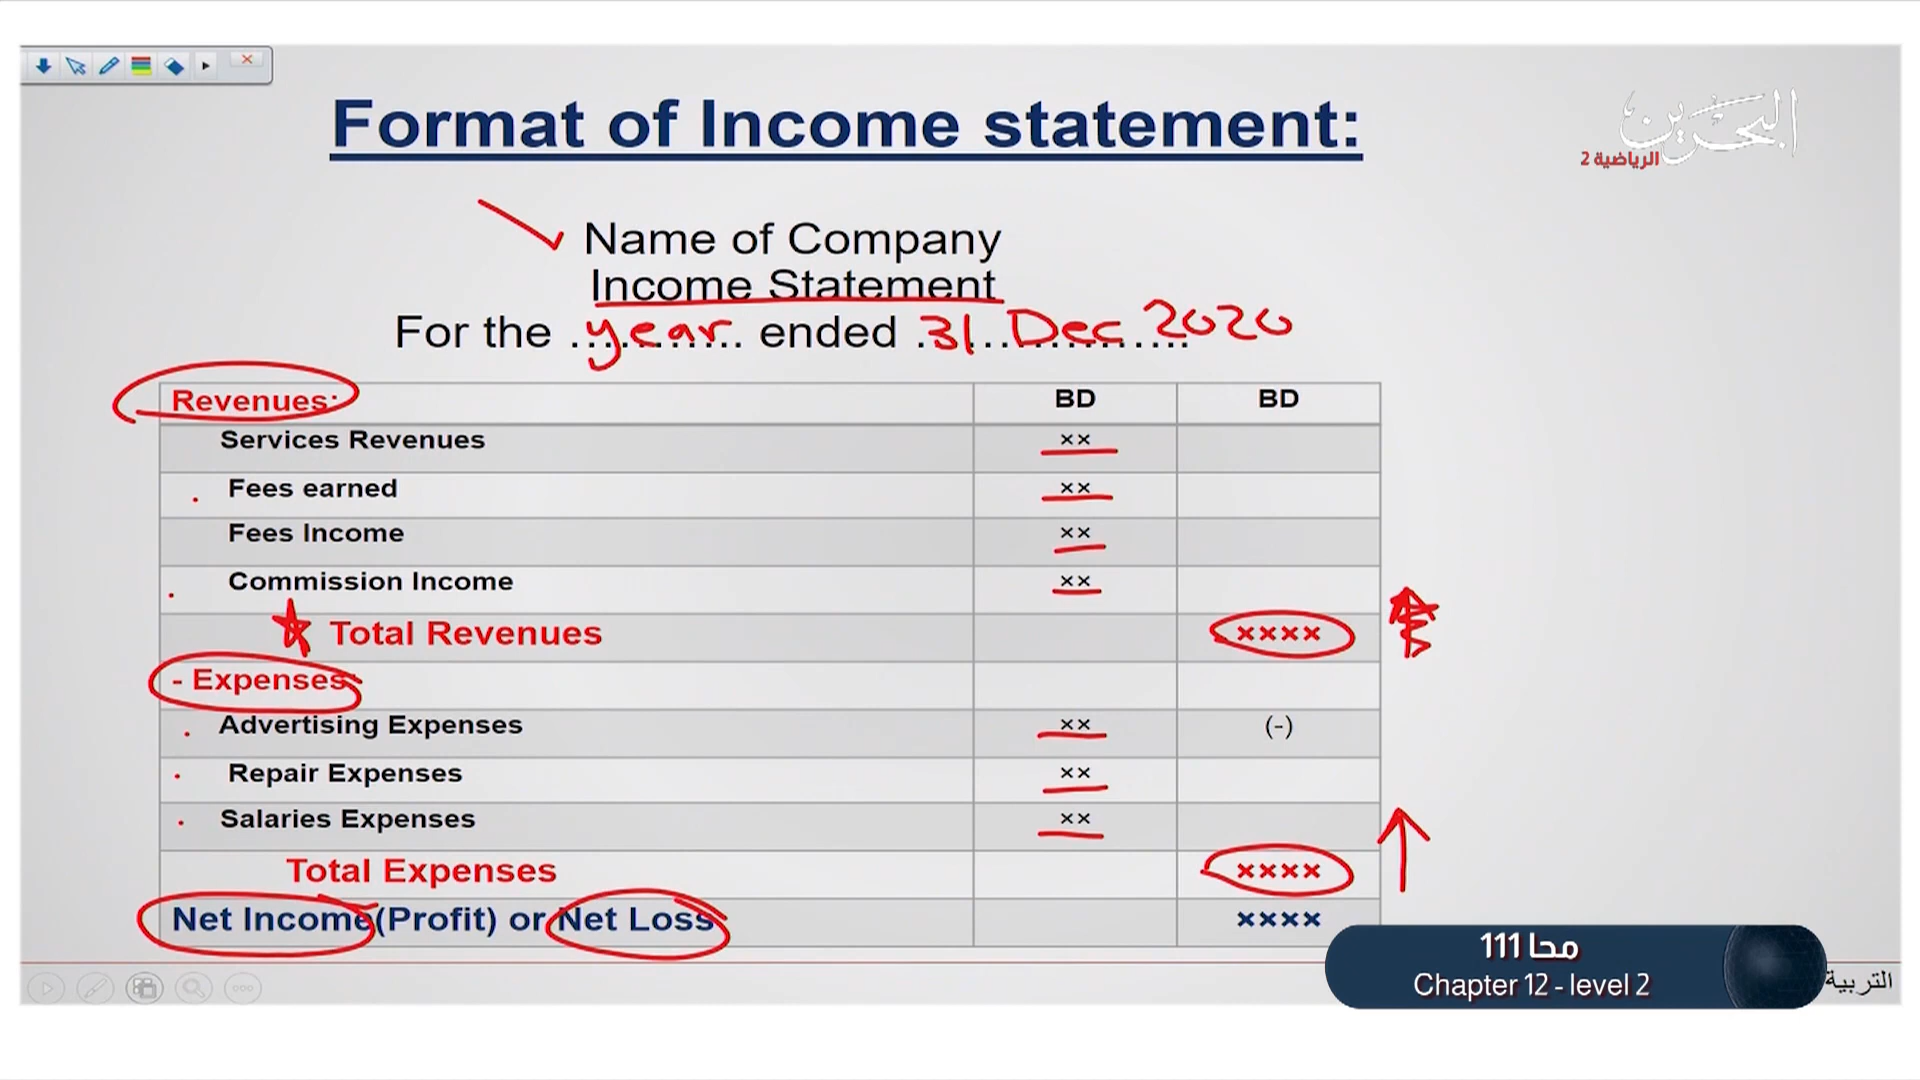 Format of Income statement:
البحرين
الرياضية 2
Name of Company
Income Statement
For the ...year... ended 31 Dec 2020
Revenues: BD BD
Services Revenues ××
Fees earned ××
Fees Income ××
Commission Income ××
Total Revenues ××××
- Expenses:
Advertising Expenses ×× (-)
Repair Expenses ××
Salaries Expenses ××
Total Expenses ××××
Net Income(Profit) or Net Loss ××××
محا 111
Chapter 12 - level 2
التربية